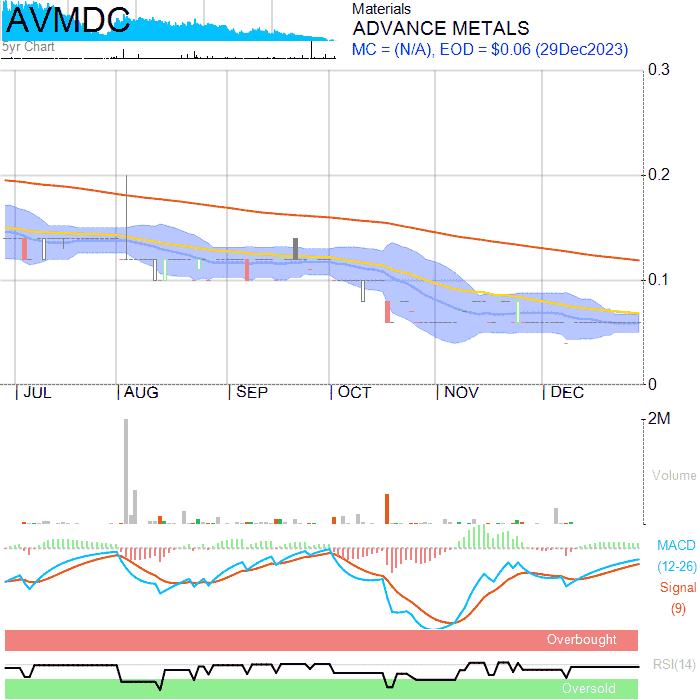 AVMDC
5yr Chart
Materials
ADVANCE METALS
MC = (N/A), EOD = $0.06 (29Dec2023)
0.3
0.2
0.1
0
JUL
AUG
SEP
OCT
NOV
DEC
2M
Volume
MACD
(12-26)
Signal
(9)
Overbought
RSI(14)
Oversold